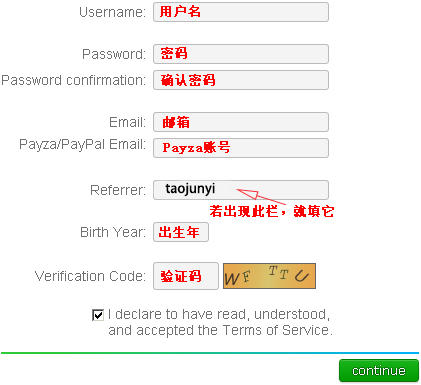 Username: 用户名
Password: 密码
Password confirmation: 确认密码
Email: 邮箱
Payza/PayPal Email: Payza账号
Referrer: taojunyi
若出现此栏，就填它
Birth Year: 出生年
Verification Code: 验证码 WE TTU
I declare to have read, understood,
and accepted the Terms of Service.
continue